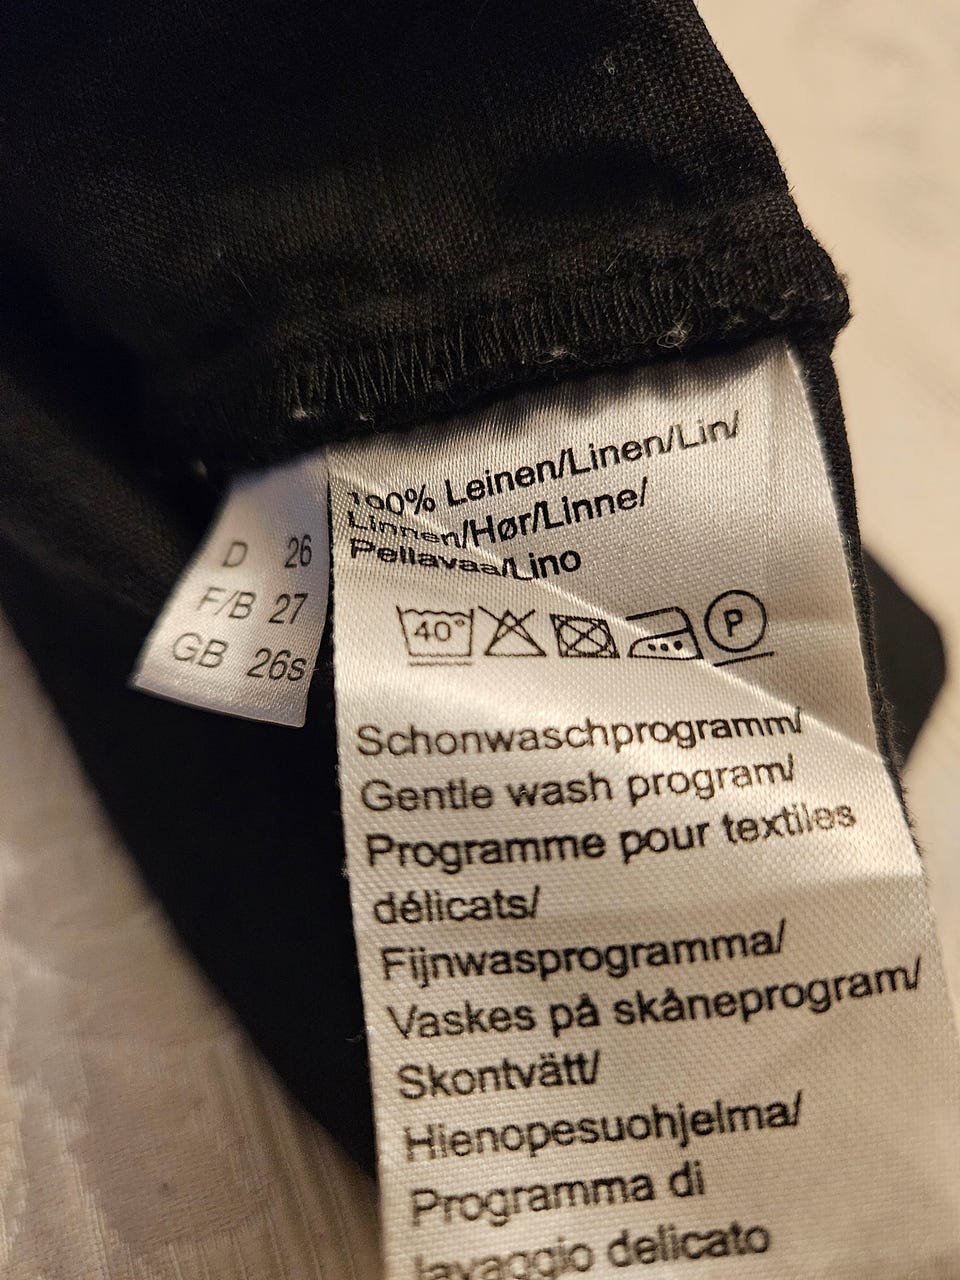 D 26
F/B 27
GB 26s
100% Leinen/Linen/Lin/
Linnen/Hør/Linne/
Pellavaa/Lino
40° P
Schonwaschprogramm/
Gentle wash program/
Programme pour textiles
délicats/
Fijnwasprogramma/
Vaskes på skåneprogram/
Skontvätt/
Hienopesuohjelma/
Programma di
lavaggio delicato